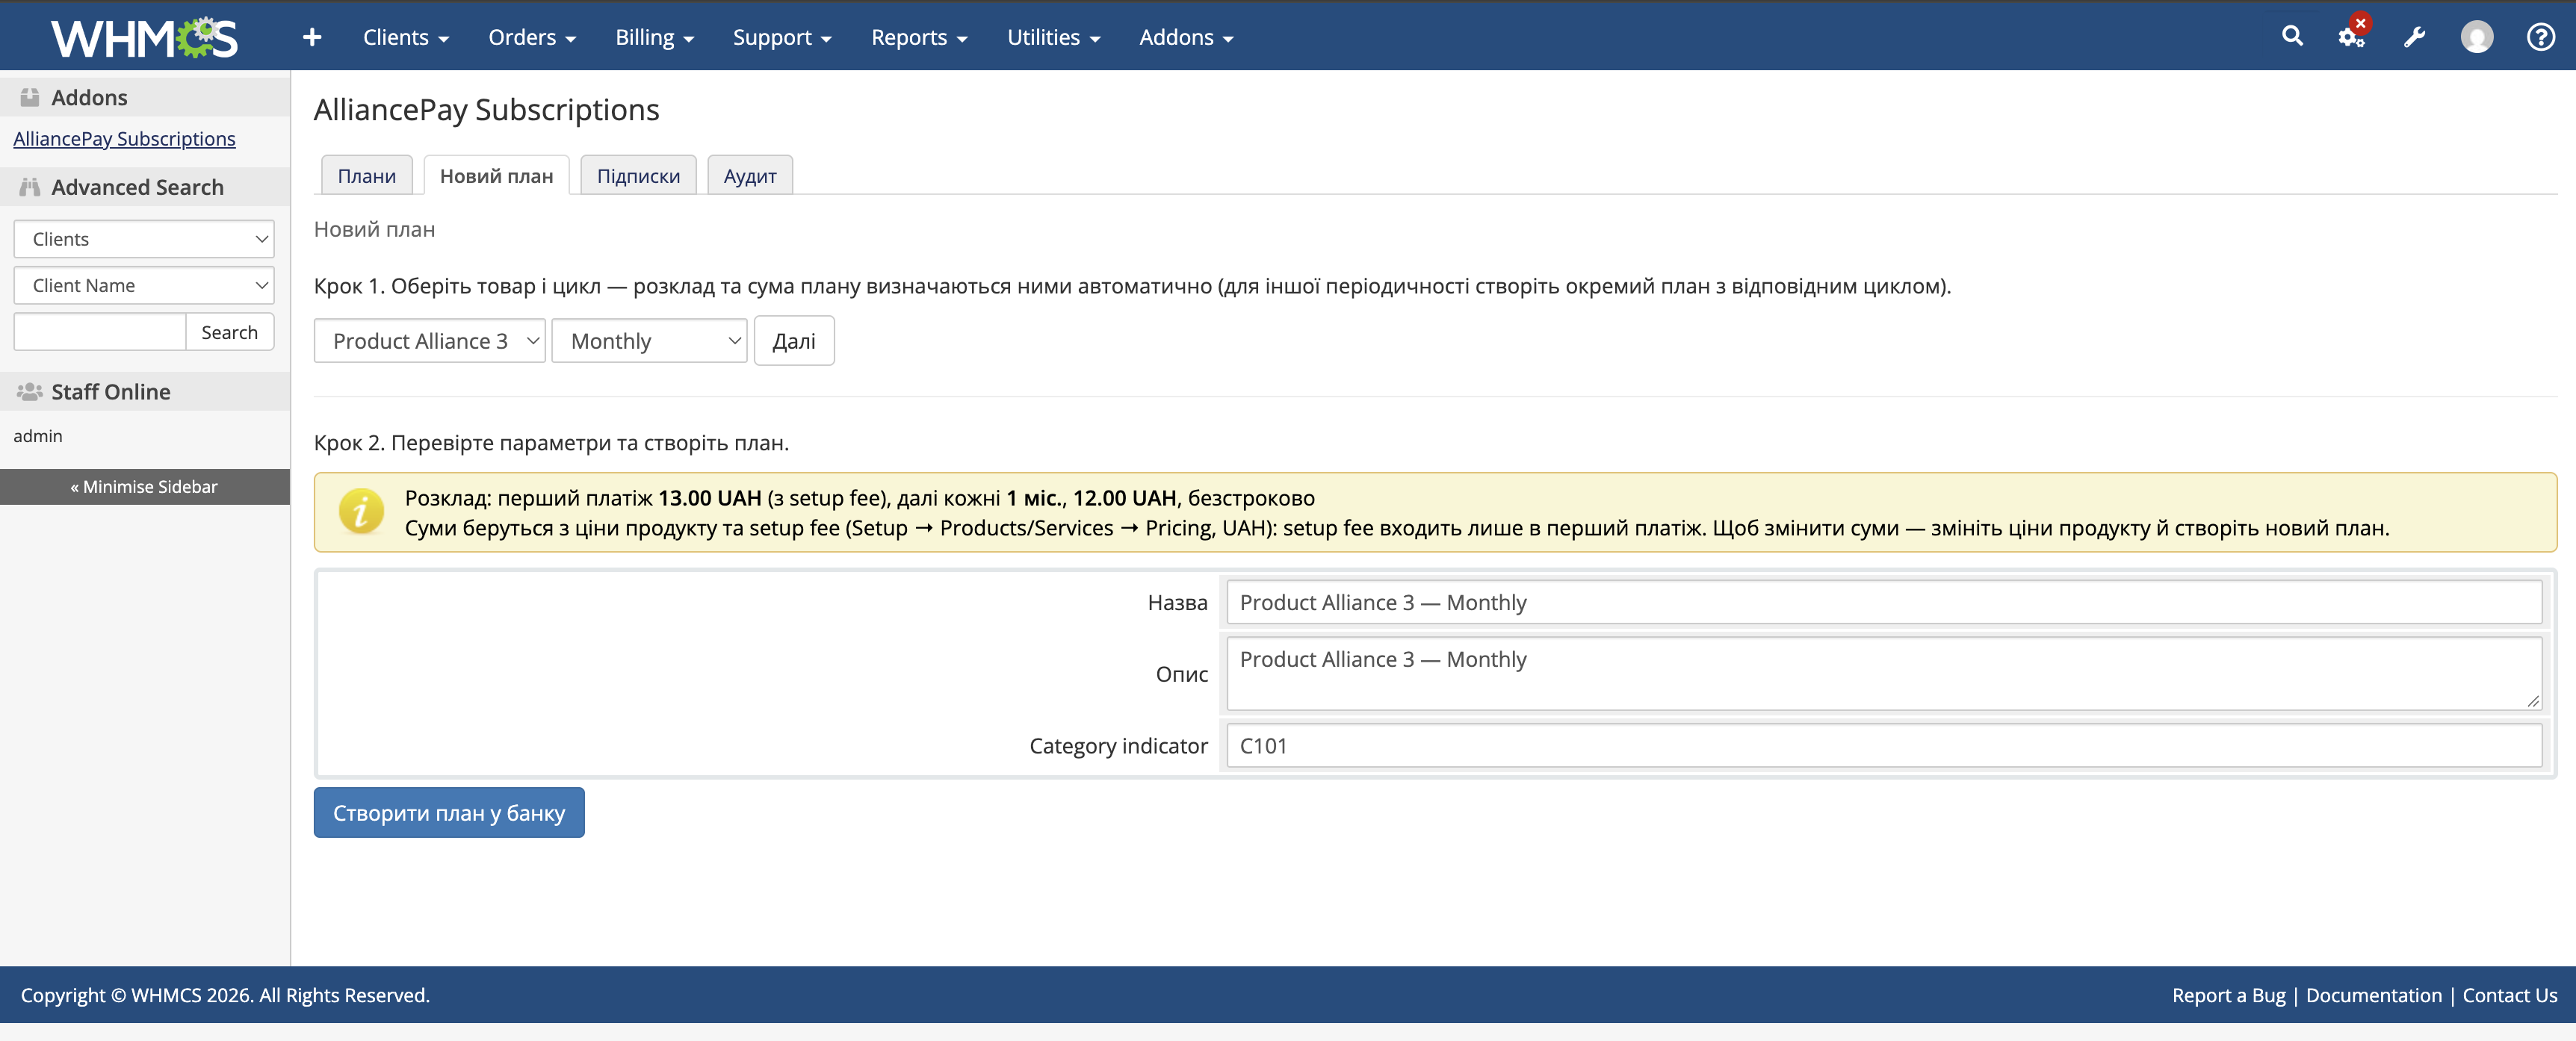 WHMCS
Clients
Orders
Billing
Support
Reports
Utilities
Addons
Addons
AlliancePay Subscriptions
Advanced Search
Clients
Client Name
Search
Staff Online
admin
« Minimise Sidebar
AlliancePay Subscriptions
Плани
Новий план
Підписки
Аудит
Новий план
Крок 1. Оберіть товар і цикл — розклад та сума плану визначаються ними автоматично (для іншої періодичності створіть окремий план з відповідним циклом).
Product Alliance 3
Monthly
Далі
Крок 2. Перевірте параметри та створіть план.
Розклад: перший платіж 13.00 UAH (з setup fee), далі кожні 1 міс., 12.00 UAH, безстроково
Суми беруться з ціни продукту та setup fee (Setup → Products/Services → Pricing, UAH): setup fee входить лише в перший платіж. Щоб змінити суми — змініть ціни продукту й створіть новий план.
Назва
Product Alliance 3 — Monthly
Опис
Product Alliance 3 — Monthly
Category indicator
C101
Створити план у банку
Copyright © WHMCS 2026. All Rights Reserved.
Report a Bug | Documentation | Contact Us